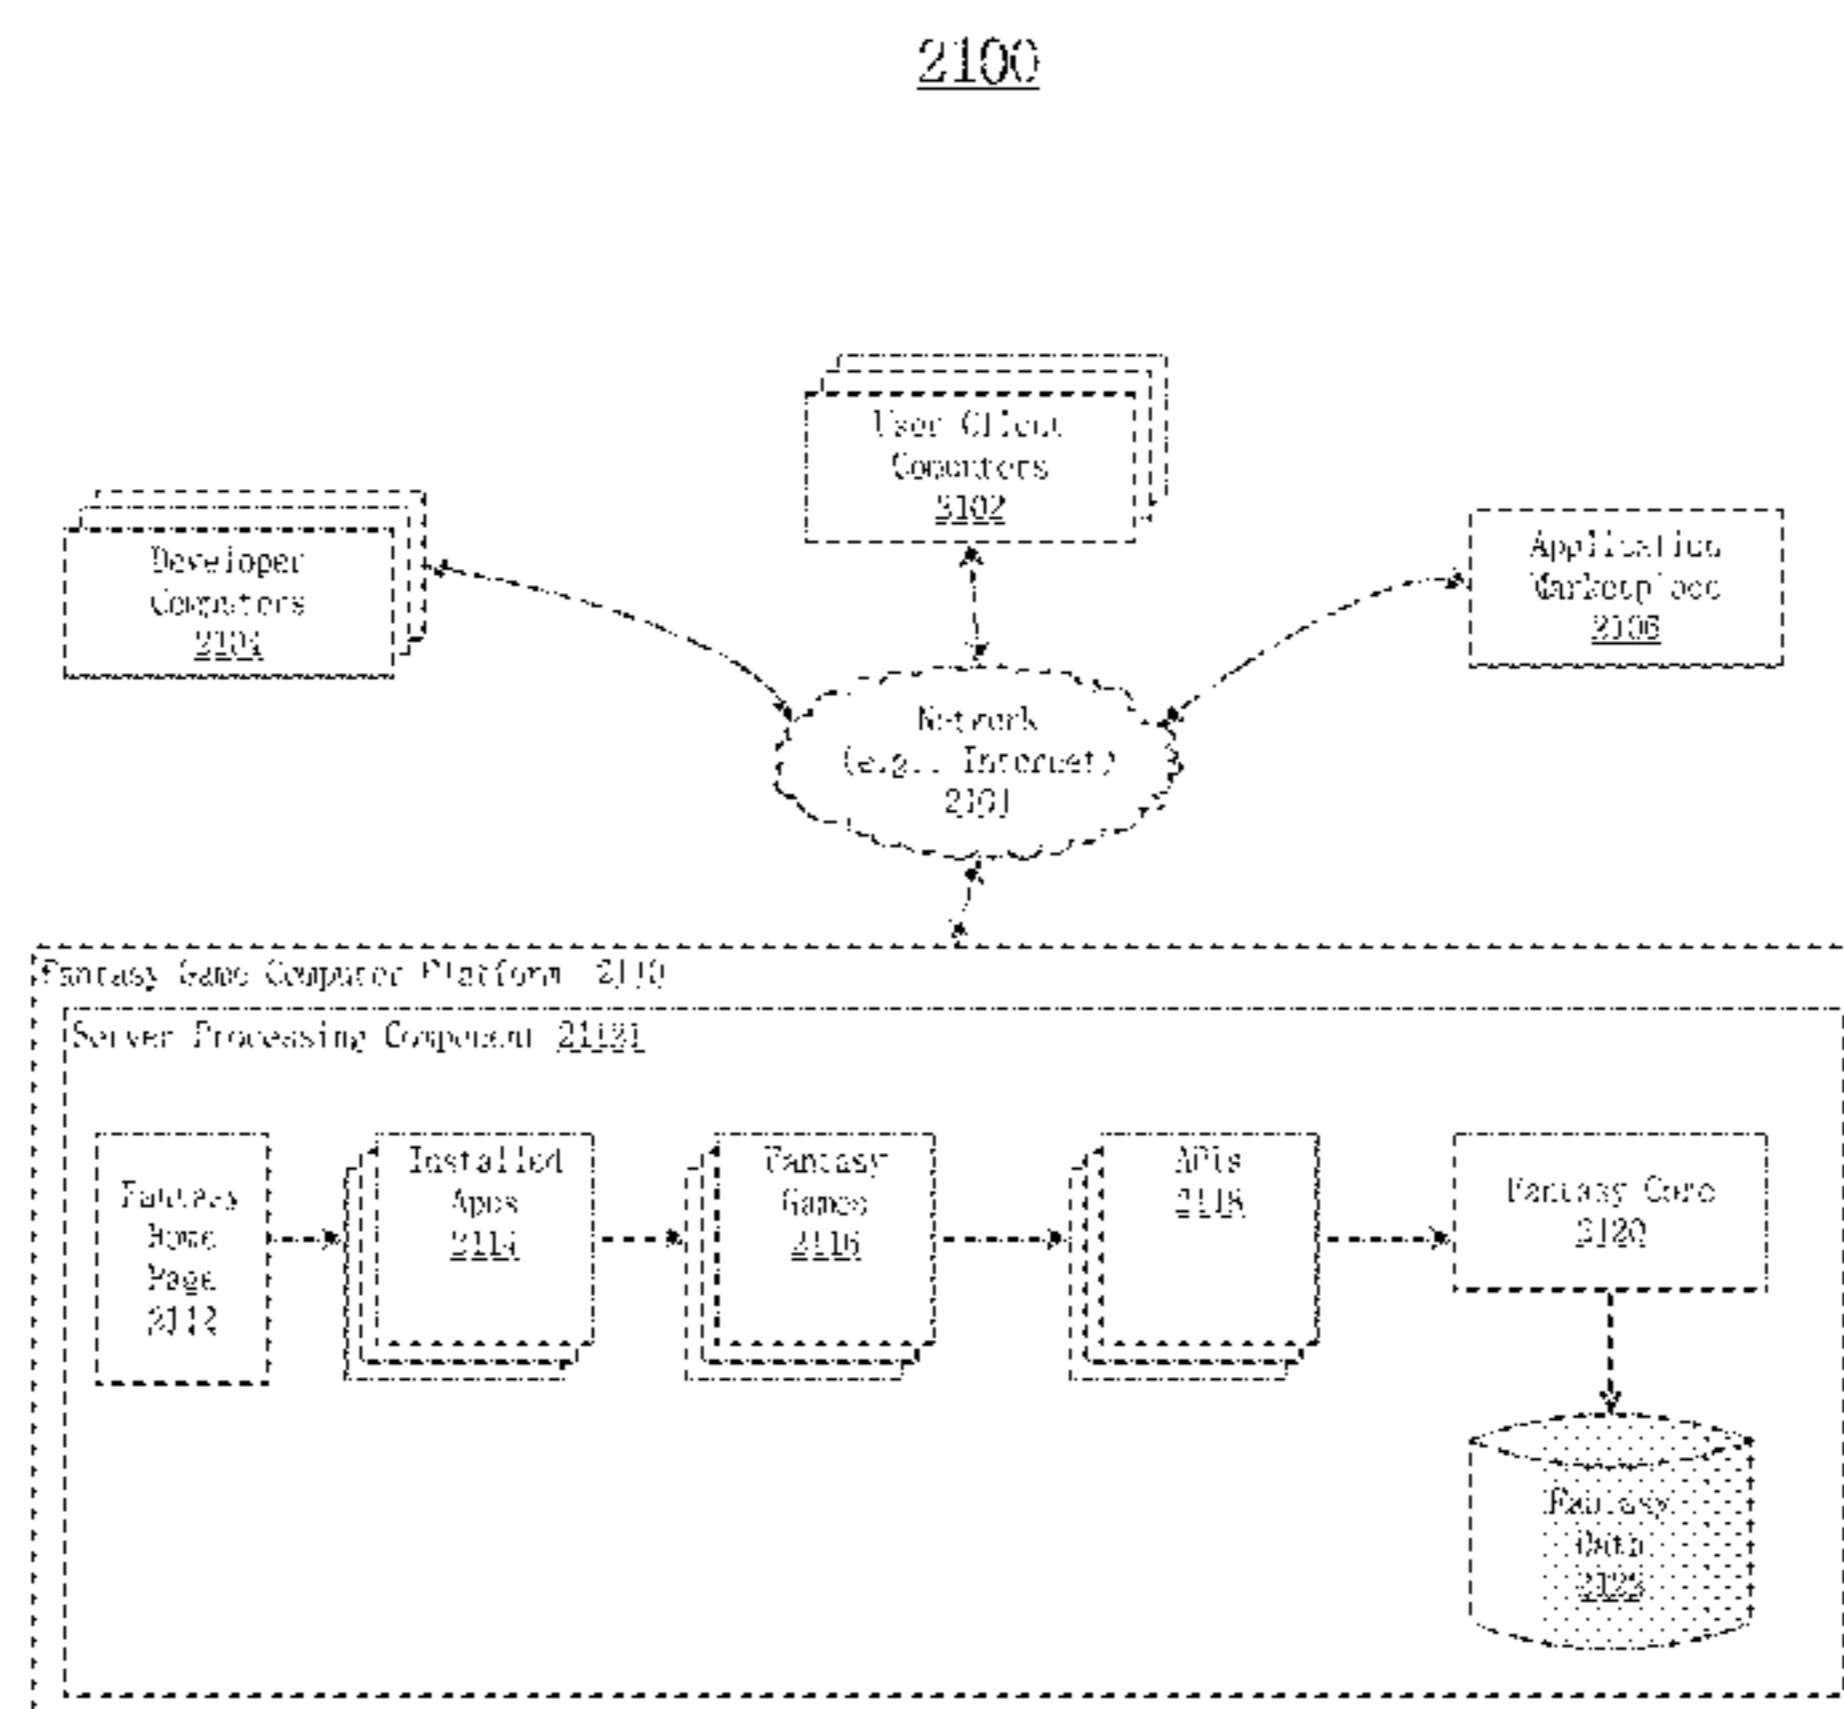 2100
User Client
Computers
2102
Developer
Computers
2104
Application
Marketplace
2106
Network
(e.g., Internet)
2101
Fantasy Game Computer Platform 2110
Server Processing Component
Installed
Apps
2114
Fantasy
Games
2116
APIs
2118
Fantasy Core
2120
Fantasy
Home
Page
2112
Fantasy
Data